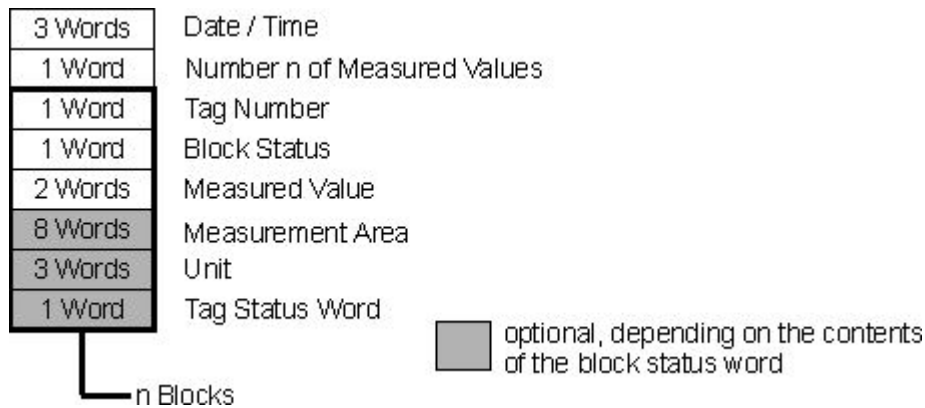 3 Words Date / Time
1 Word Number n of Measured Values
1 Word Tag Number
1 Word Block Status
2 Words Measured Value
8 Words Measurement Area
3 Words Unit
1 Word Tag Status Word
optional, depending on the contents
of the block status word
n Blocks